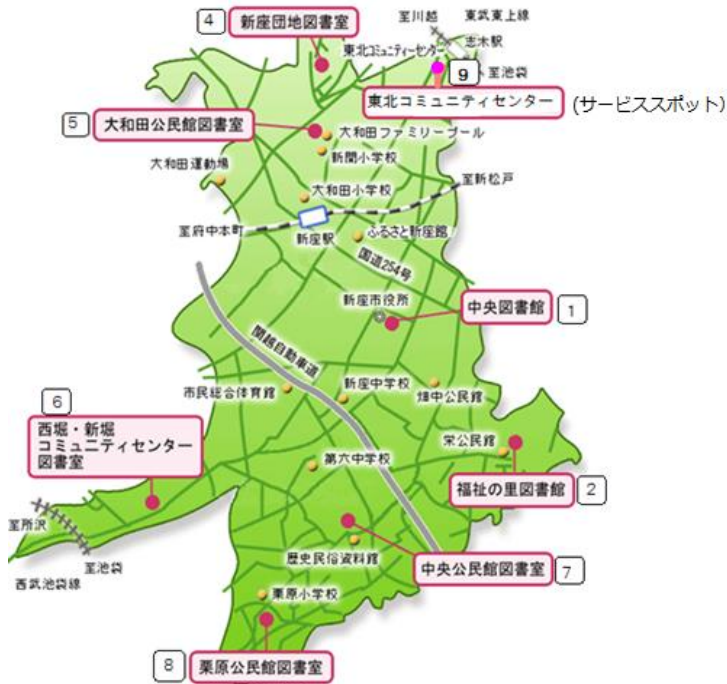 4
新座団地図書室
至川越
東武東上線
志木駅
東北コミュニティーセンター
至池袋
9
東北コミュニティセンター
(サービススポット)
5
大和田公民館図書室
大和田ファミリープール
新開小学校
大和田運動場
大和田小学校
至新松戸
至府中本町
新座駅
ふるさと新座館
国道254号
新座市役所
中央図書館
1
関越自動車道
市民総合体育館
新座中学校
畑中公民館
6
西堀・新堀
コミュニティセンター
図書室
栄公民館
第六中学校
福祉の里図書館
2
至所沢
至池袋
西武池袋線
歴史民俗資料館
中央公民館図書室
7
栗原小学校
8
栗原公民館図書室